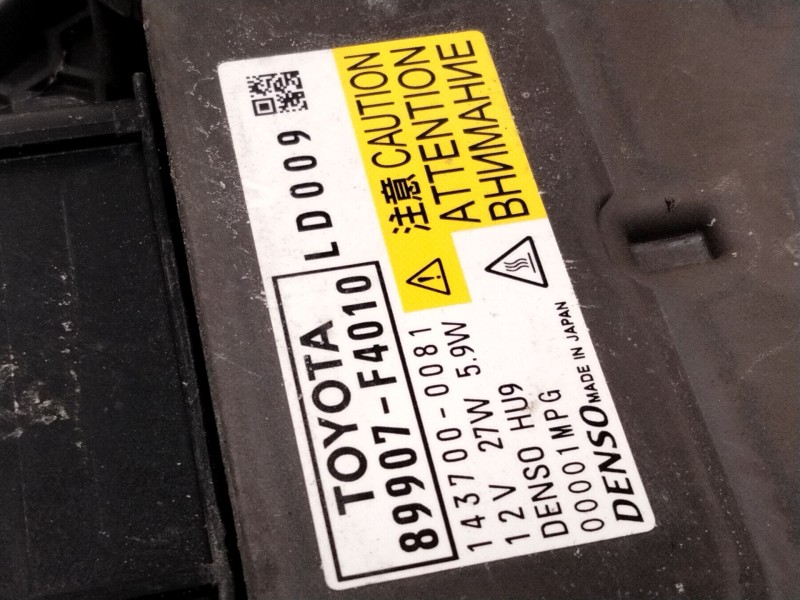 TOYOTA
89907-F4010
LD009
注意 CAUTION
ATTENTION
ВНИМАНИЕ
143700-0081
12V 27W 5.9W
DENSO HU9
00001MPG
DENSO MADE IN JAPAN